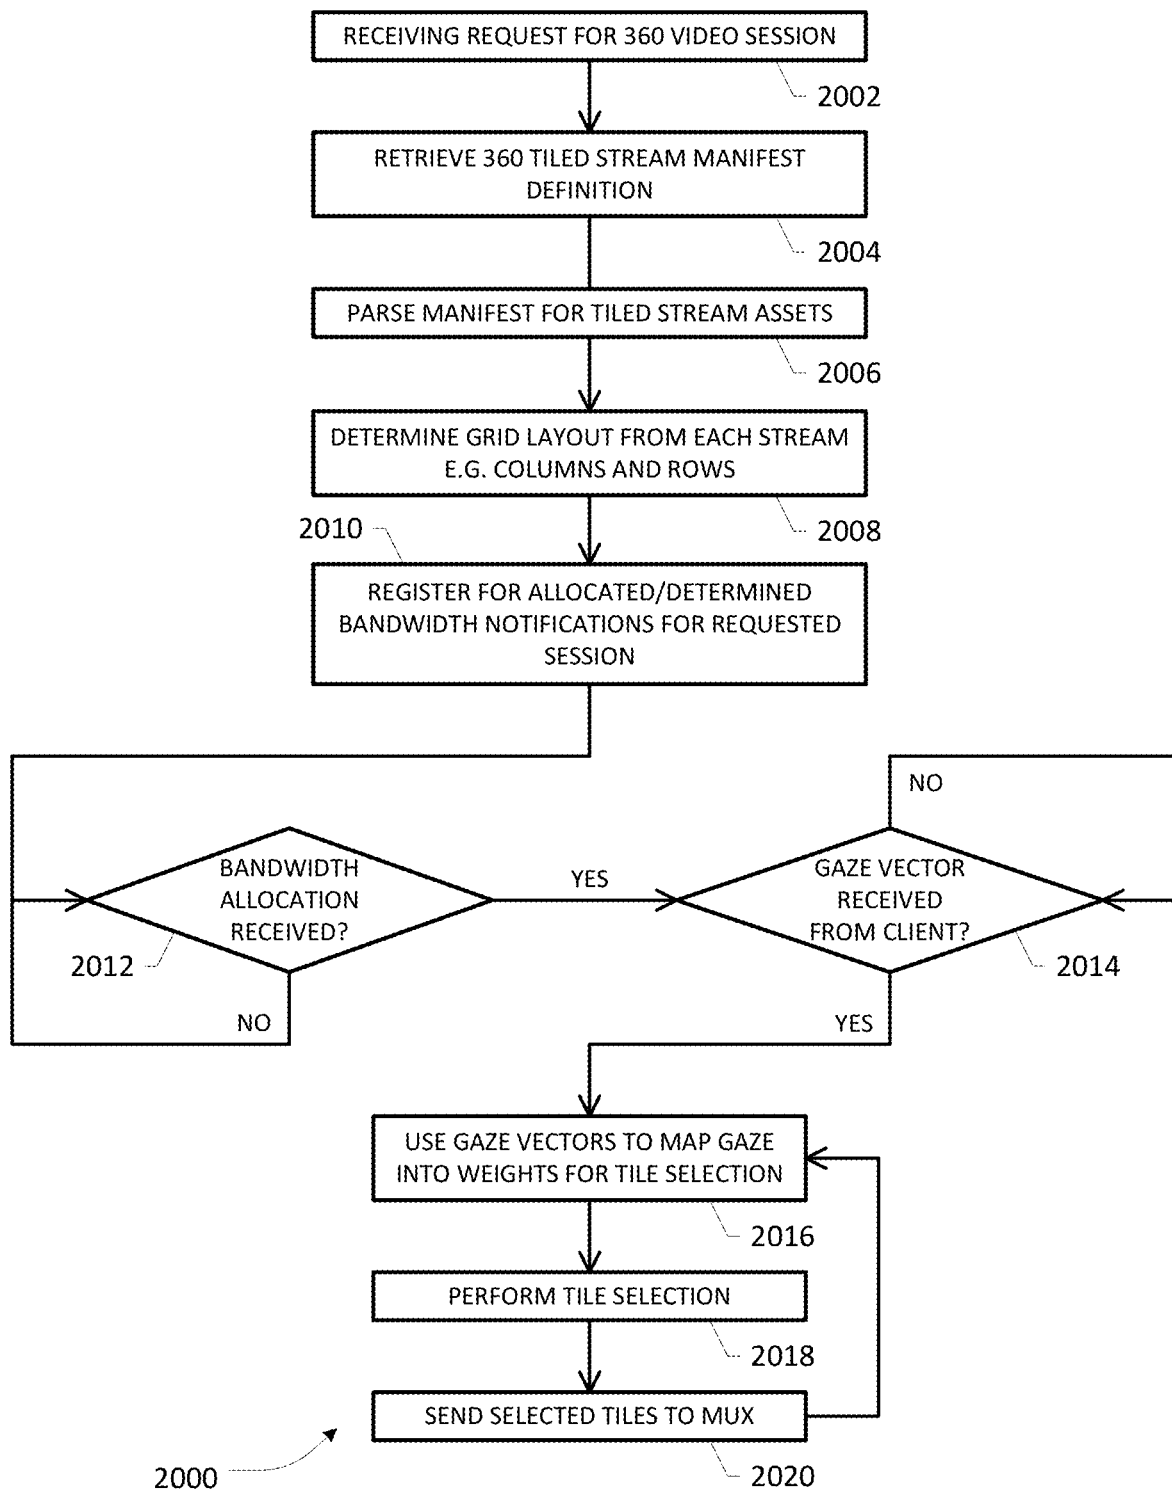 RECEIVING REQUEST FOR 360 VIDEO SESSION
2002
RETRIEVE 360 TILED STREAM MANIFEST
DEFINITION
2004
PARSE MANIFEST FOR TILED STREAM ASSETS
2006
DETERMINE GRID LAYOUT FROM EACH STREAM
E.G. COLUMNS AND ROWS
2008
2010
REGISTER FOR ALLOCATED/DETERMINED
BANDWIDTH NOTIFICATIONS FOR REQUESTED
SESSION
BANDWIDTH
ALLOCATION
RECEIVED?
2012
NO
YES
NO
GAZE VECTOR
RECEIVED
FROM CLIENT?
2014
YES
USE GAZE VECTORS TO MAP GAZE
INTO WEIGHTS FOR TILE SELECTION
2016
PERFORM TILE SELECTION
2018
SEND SELECTED TILES TO MUX
2020
2000